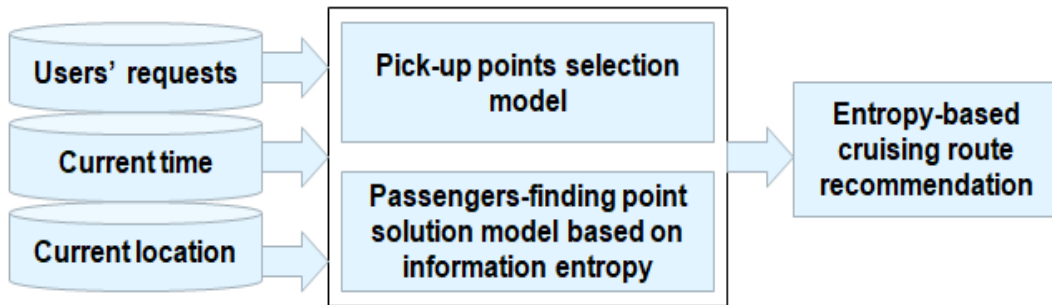 Users' requests
Current time
Current location
Pick-up points selection
model
Passengers-finding point
solution model based on
information entropy
Entropy-based
cruising route
recommendation